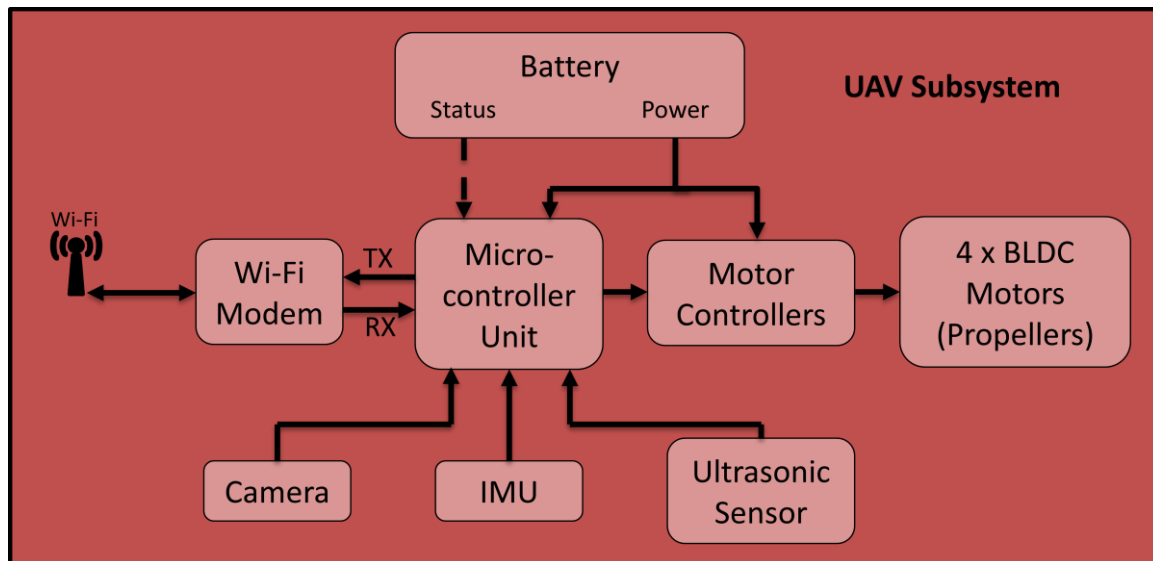 Battery
Status Power
UAV Subsystem
Wi-Fi
Wi-Fi
Modem
TX
RX
Micro-
controller
Unit
Motor
Controllers
4 x BLDC
Motors
(Propellers)
Camera
IMU
Ultrasonic
Sensor